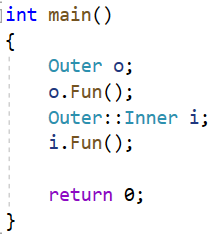 int main()
{
    Outer o;
    o.Fun();
    Outer::Inner i;
    i.Fun();

    return 0;
}